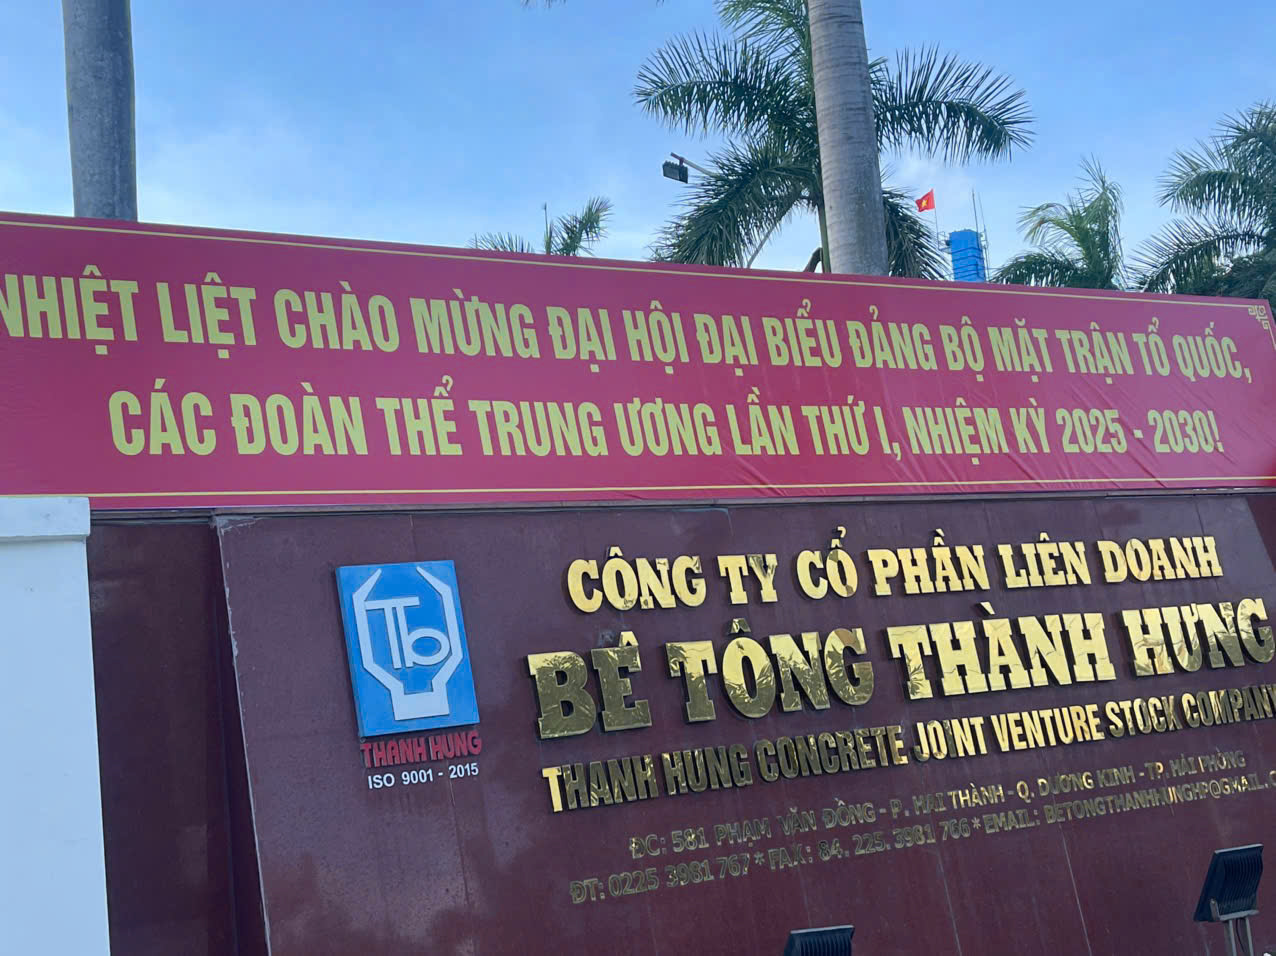 NHIỆT LIỆT CHÀO MỪNG ĐẠI HỘI ĐẠI BIỂU ĐẢNG BỘ MẶT TRẬN TỔ QUỐC,
CÁC ĐOÀN THỂ TRUNG ƯƠNG LẦN THỨ I, NHIỆM KỲ 2025 - 2030!
CÔNG TY CỔ PHẦN LIÊN DOANH
BÊ TÔNG THÀNH HƯNG
THANH HUNG CONCRETE JOINT VENTURE STOCK COMPANY
Tb
THANH HUNG
ISO 9001 - 2015
ĐC: 581 PHẠM VĂN ĐỒNG - P. HẢI THÀNH - Q. DƯƠNG KINH - TP. HẢI PHÒNG
ĐT: 0225 3981 767 * FAX: 84. 225. 3981 766 * EMAIL: BETONGTHANHHUNGHP@GMAIL.C